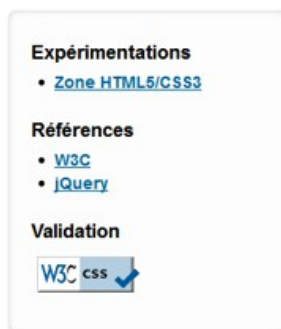 Expérimentations
Zone HTML5/CSS3
Références
W3C
jQuery
Validation
W3C css